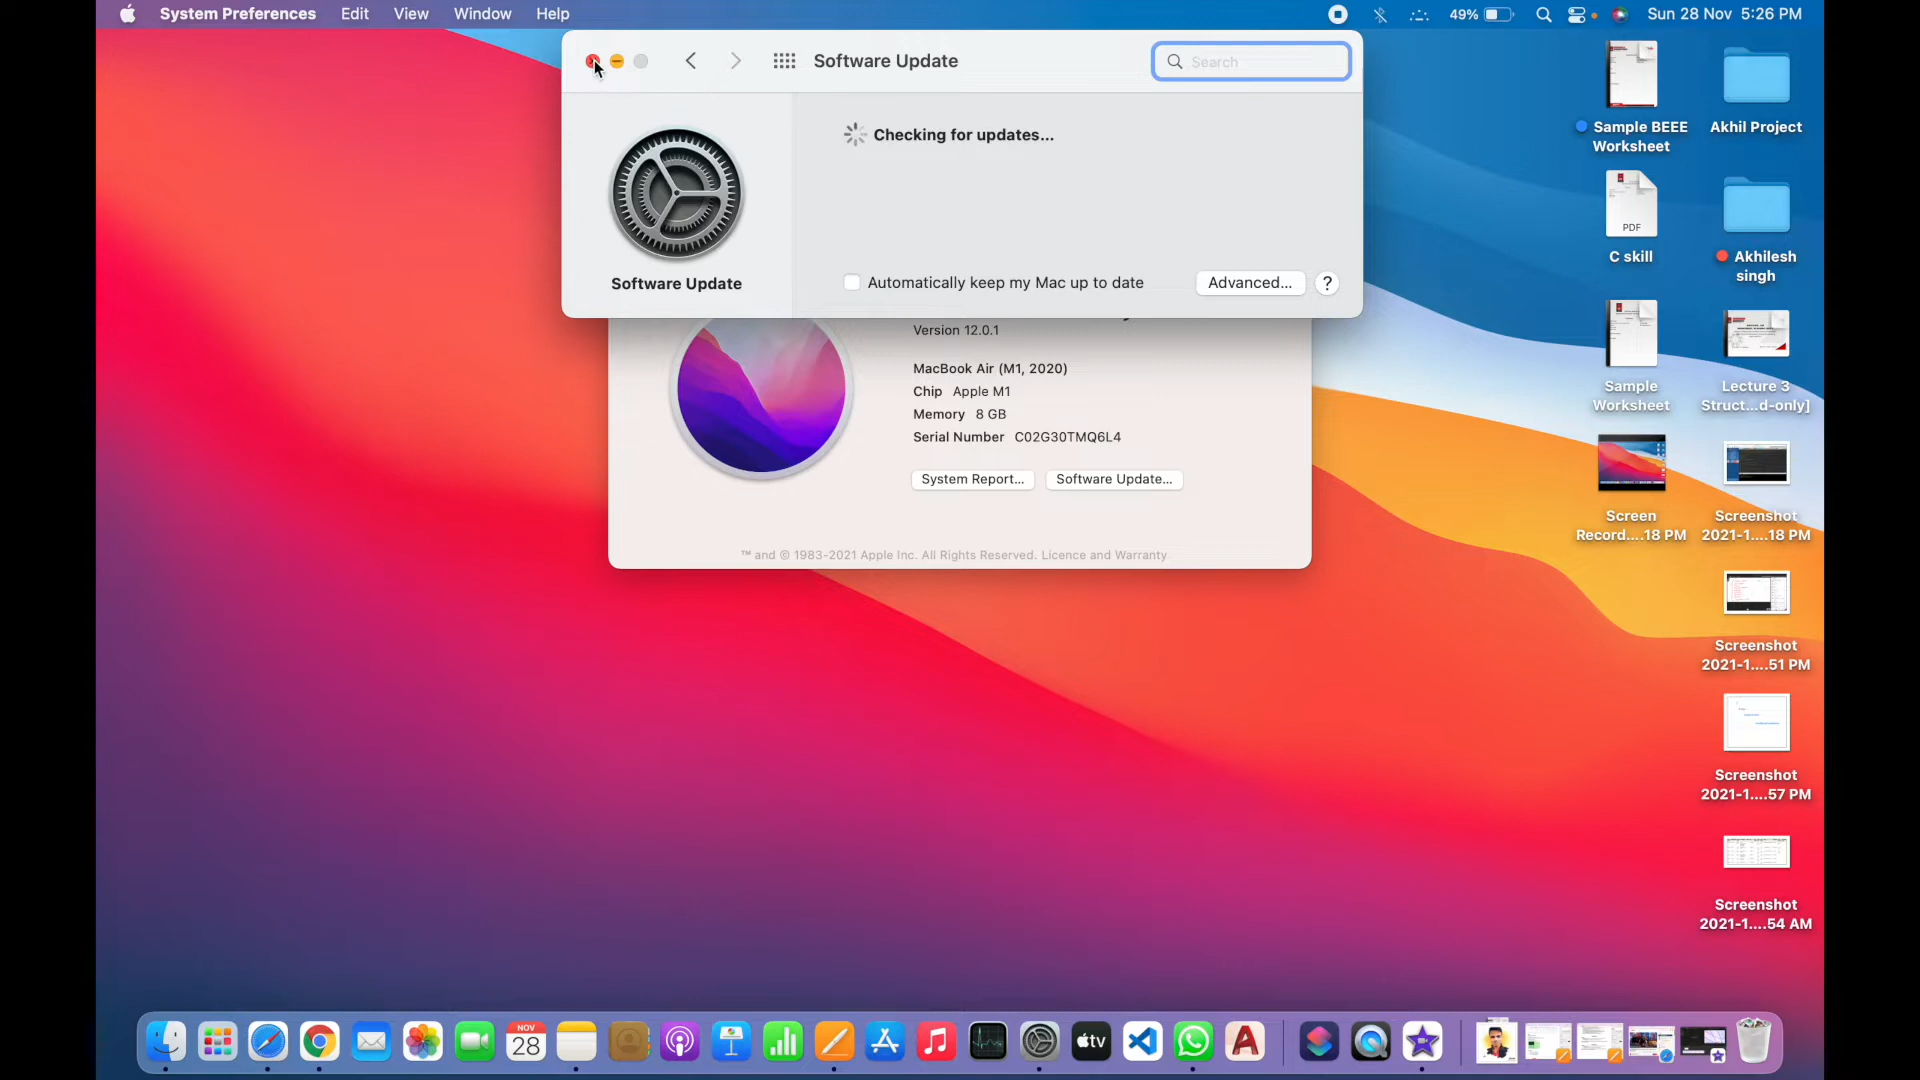 System Preferences Edit View Window Help
49% Sun 28 Nov 5:26 PM
Software Update
Search
Checking for updates...
Software Update
Automatically keep my Mac up to date
Advanced...
?
Version 12.0.1
MacBook Air (M1, 2020)
Chip Apple M1
Memory 8 GB
Serial Number C02G30TMQ6L4
System Report...
Software Update...
™ and © 1983-2021 Apple Inc. All Rights Reserved. Licence and Warranty
Sample BEEE
Worksheet
Akhil Project
PDF
C skill
Akhilesh
singh
Sample
Worksheet
Lecture 3
Struct...d-only]
Screen
Record....18 PM
Screenshot
2021-1....18 PM
Screenshot
2021-1....51 PM
Screenshot
2021-1....57 PM
Screenshot
2021-1....54 AM
NOV
28
tv